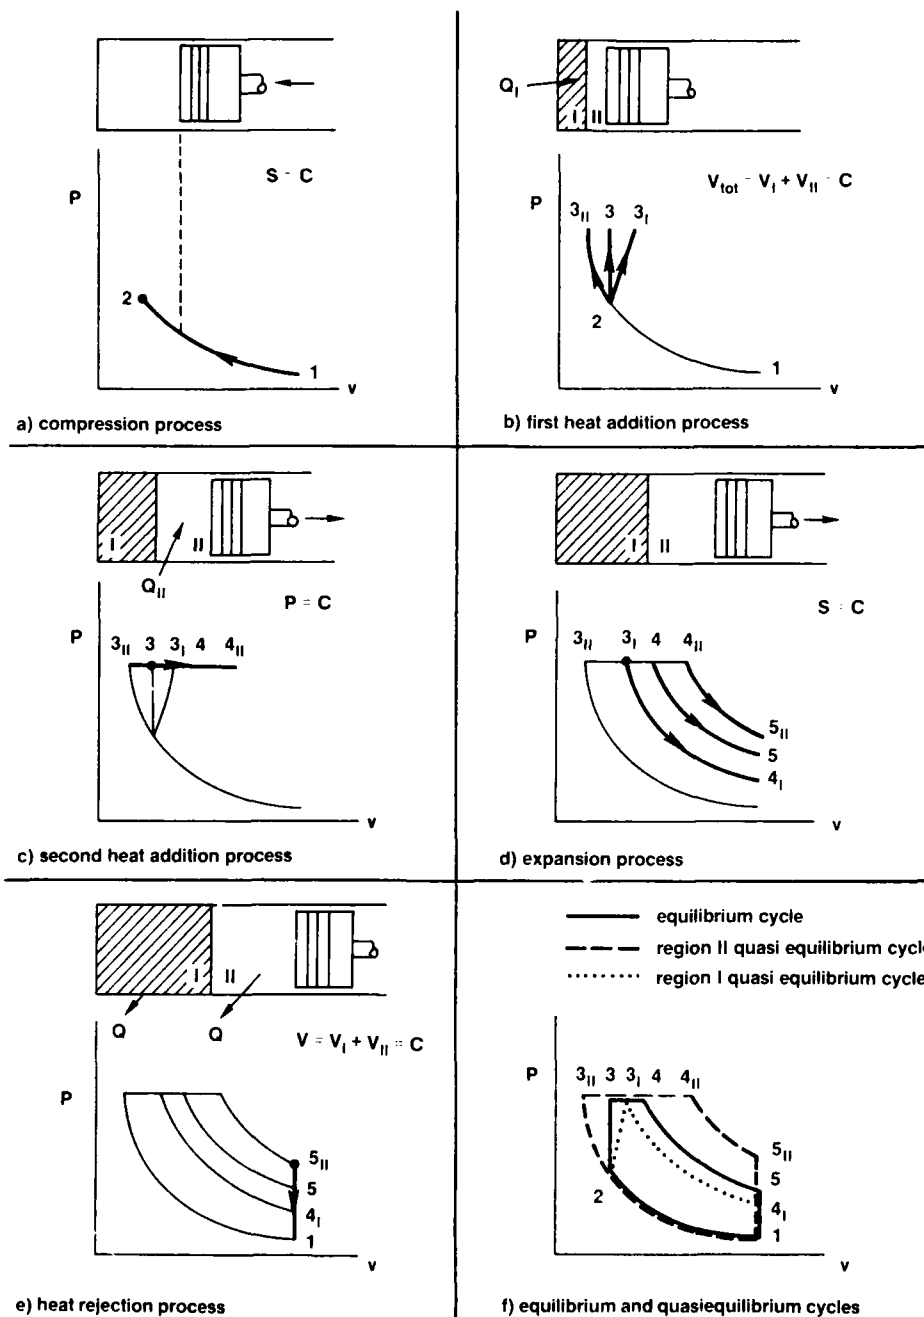 S = C
P
2
1
v
a) compression process
Q_I
I II
V_tot = V_I + V_II = C
P
3_II 3 3_I
2
1
v
b) first heat addition process
I II
Q_II
P = C
P
3_II 3 3_I 4 4_II
v
c) second heat addition process
I II
S = C
P
3_II 3_I 4 4_II
5_II
5
4_I
v
d) expansion process
I II
Q Q
V = V_I + V_II = C
P
5_II
5
4_I
1
v
e) heat rejection process
equilibrium cycle
region II quasi equilibrium cycle
region I quasi equilibrium cycle
P
3_II 3 3_I 4 4_II
5_II
5
2
4_I
1
v
f) equilibrium and quasiequilibrium cycles